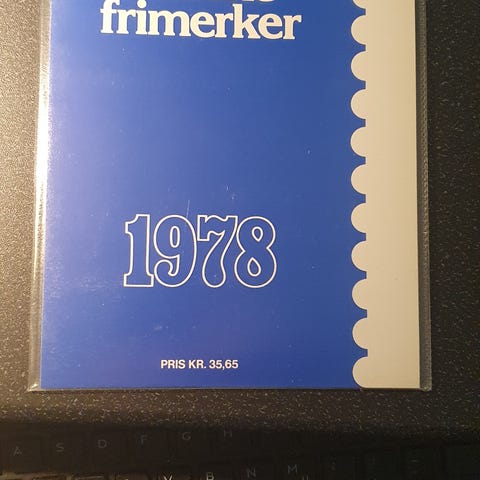 frimerker
1978
PRIS KR. 35,65
A S D F G H
V B N M